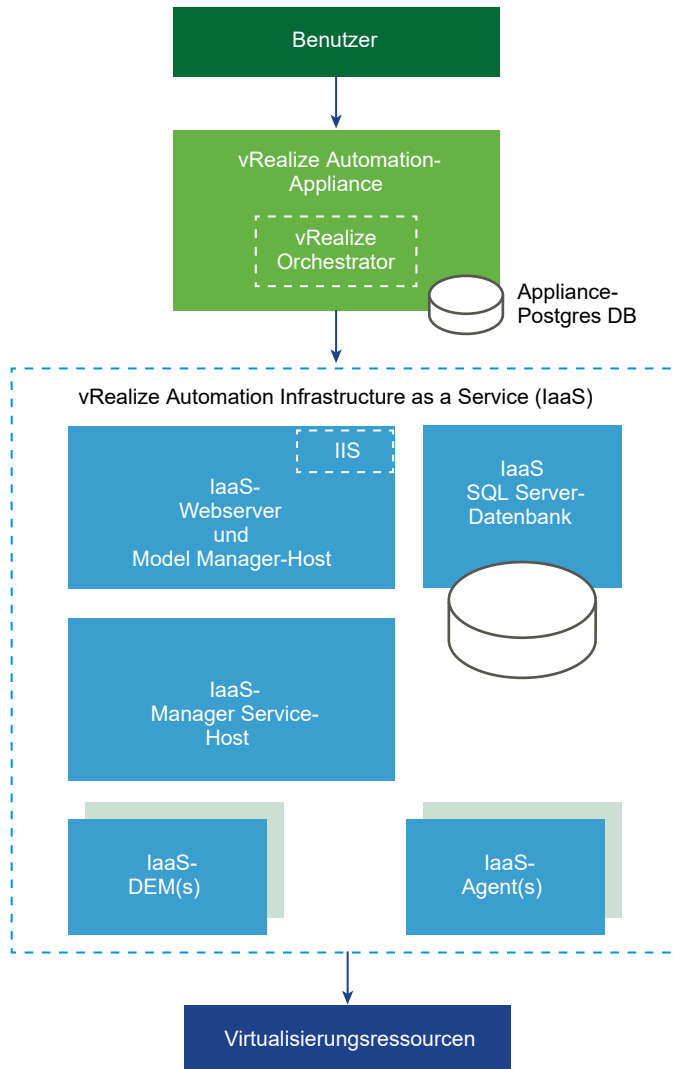 Benutzer
vRealize Automation-
Appliance
vRealize
Orchestrator
Appliance-
Postgres DB
vRealize Automation Infrastructure as a Service (IaaS)
IIS
IaaS-
Webserver
und
Model Manager-Host
IaaS
SQL Server-
Datenbank
IaaS-
Manager Service-
Host
IaaS-
DEM(s)
IaaS-
Agent(s)
Virtualisierungsressourcen